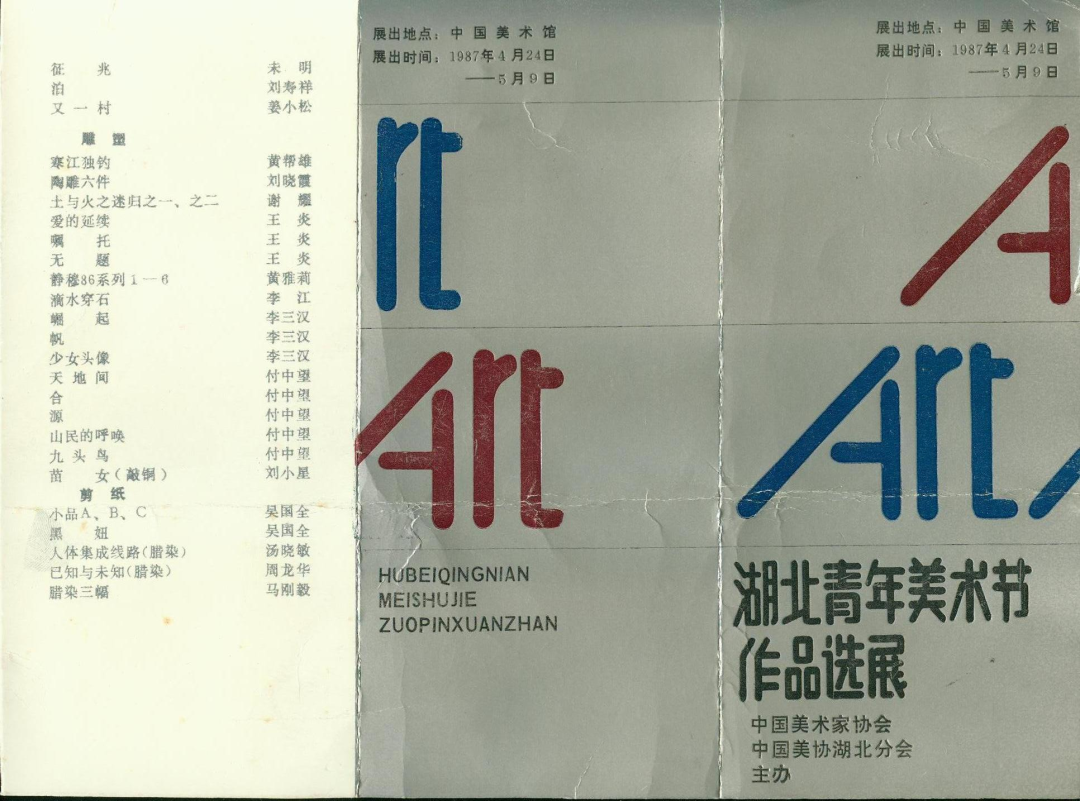 征 兆 未 明
泊 刘寿祥
又一村 姜小松
雕 塑
寒江独钓 黄帮雄
陶雕六件 刘晓霞
土与火之迷归之一、之二 谢 耀
爱的延续 王 炎
嘱 托 王 炎
无 题 王 炎
静穆86系列1—6 黄雅莉
滴水穿石 李 江
崛 起 李三汉
帆 李三汉
少女头像 李三汉
天地间 付中望
合 付中望
源 付中望
山民的呼唤 付中望
九头鸟 付中望
苗 女(敲铜) 刘小星
剪 纸
小品A、B、C 吴国全
黑 妞 吴国全
人体集成线路(腊染) 汤晓敏
已知与未知(腊染) 周龙华
腊染三幅 马刚毅
展出地点:中国美术馆
展出时间:1987年4月24日
——5月9日
rt
Art
HUBEIQINGNIAN
MEISHUJIE
ZUOPINXUANZHAN
展出地点:中国美术馆
展出时间:1987年4月24日
——5月9日
A
Art
湖北青年美术节
作品选展
中国美术家协会
中国美协湖北分会
主办